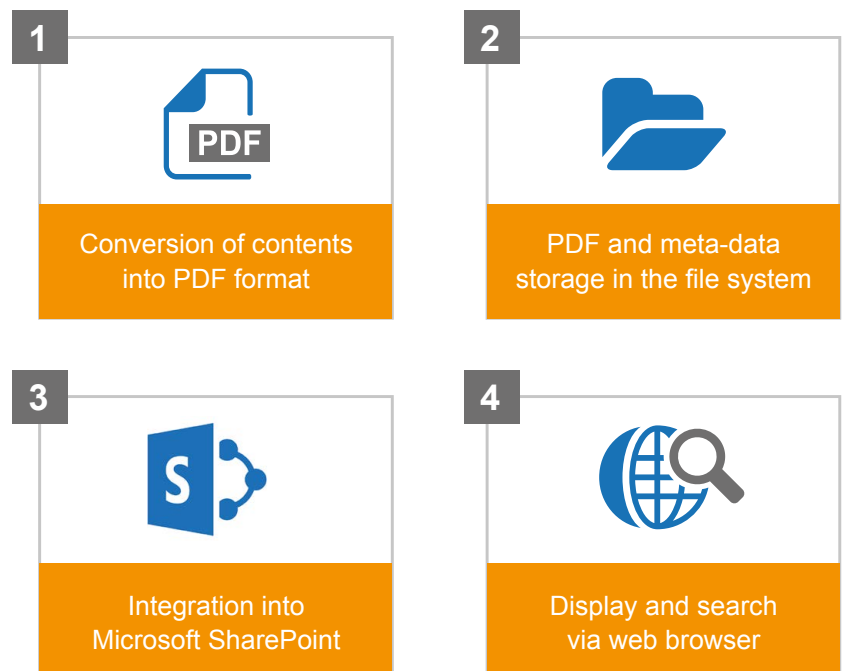 1
PDF
Conversion of contents
into PDF format
2
PDF and meta-data
storage in the file system
3
S
Integration into
Microsoft SharePoint
4
Display and search
via web browser